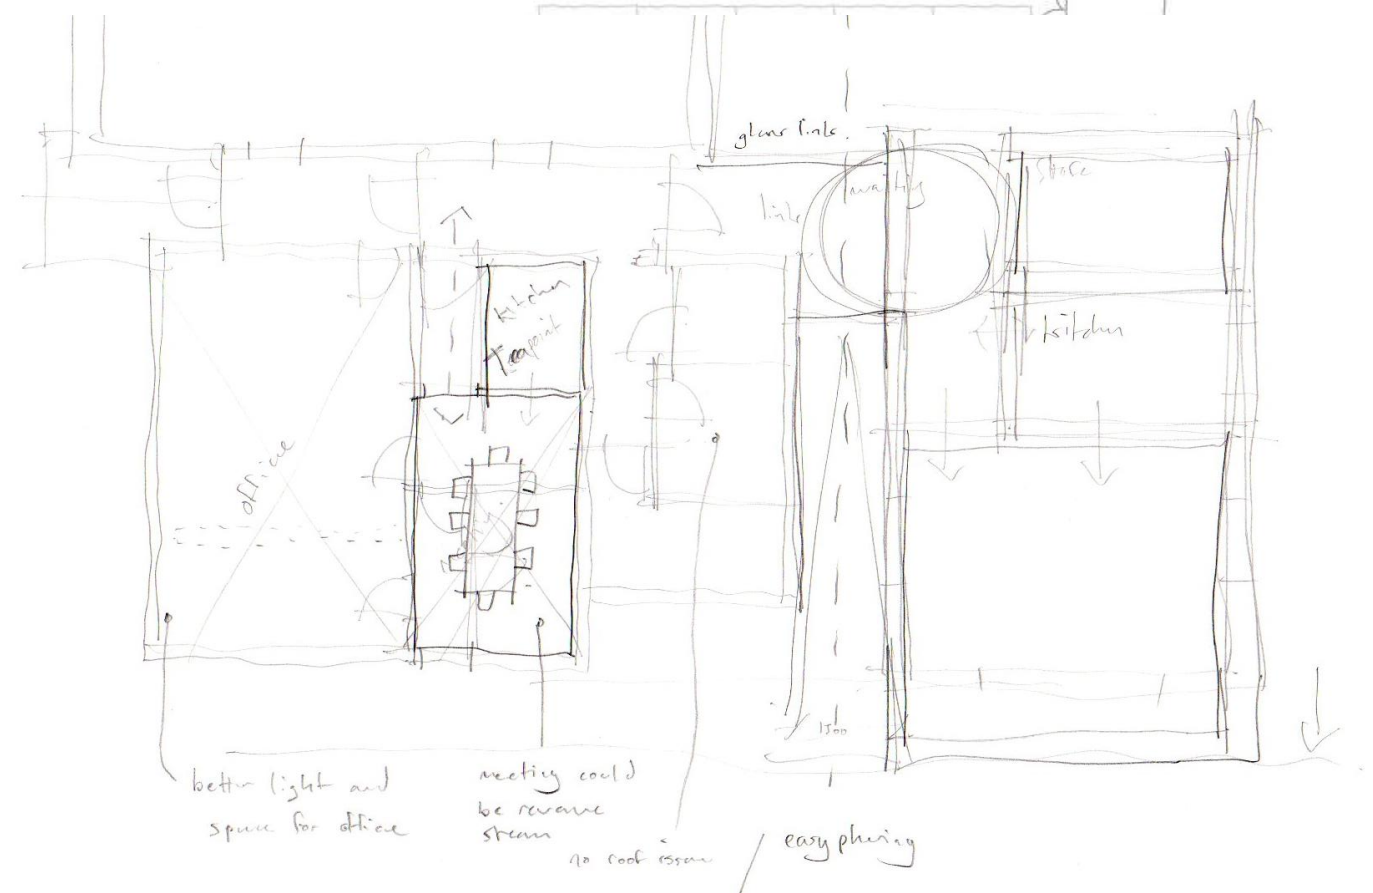 glass link.
waiting
Store
link
kitchen
Teapoint
kitchen
office
1500
better light and
space for office
meeting could
be revenue
stream
no roof issue
easy phasing